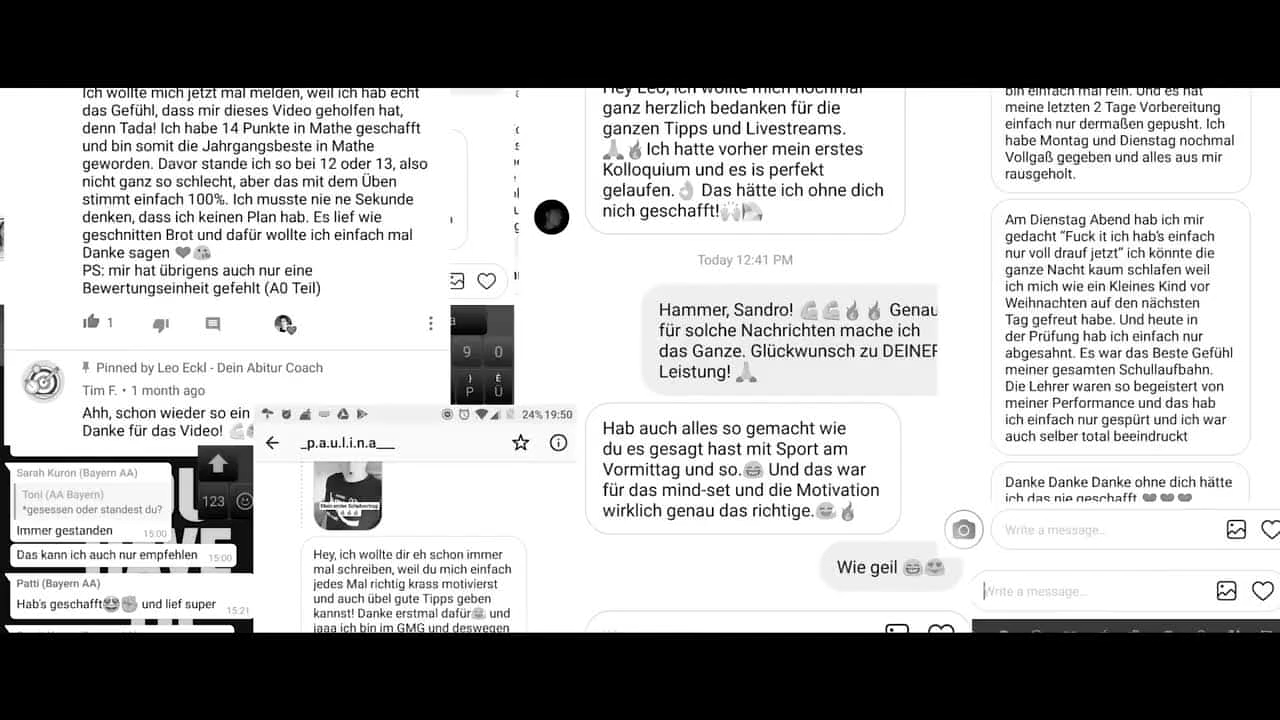 Ich wollte mich jetzt mal melden, weil ich hab echt
das Gefühl, dass mir dieses Video geholfen hat,
denn Tada! Ich habe 14 Punkte in Mathe geschafft
und bin somit die Jahrgangsbeste in Mathe
geworden. Davor stande ich so bei 12 oder 13, also
nicht ganz so schlecht, aber das mit dem Üben
stimmt einfach 100%. Ich musste nie ne Sekunde
denken, dass ich keinen Plan hab. Es lief wie
geschnitten Brot und dafür wollte ich einfach mal
Danke sagen ❤😘
PS: mir hat übrigens auch nur eine
Bewertungseinheit gefehlt (A0 Teil)
1
Pinned by Leo Eckl - Dein Abitur Coach
Tim F. • 1 month ago
Ahh, schon wieder so ein
Danke für das Video! 💪
Sarah Kuron (Bayern AA)
Toni (AA Bayern)
*gesessen oder standest du?
Immer gestanden
15:00
Das kann ich auch nur empfehlen
15:00
Patti (Bayern AA)
Hab's geschafft😍✊ und lief super
15:21
123
9 0
P Ü
24% 19:50
_p.a.u.l.i.n.a___
Hey, ich wollte dir eh schon immer
mal schreiben, weil du mich einfach
jedes Mal richtig krass motivierst
und auch übel gute Tipps geben
kannst! Danke erstmal dafür🤗 und
jaaa ich bin im GMG und deswegen
Hey Leo, ich wollte mich nochmal
ganz herzlich bedanken für die
ganzen Tipps und Livestreams.
🙏🔥Ich hatte vorher mein erstes
Kolloquium und es is perfekt
gelaufen.👌 Das hätte ich ohne dich
nich geschafft!🙌
Today 12:41 PM
Hammer, Sandro! 💪💪🔥🔥 Genau
für solche Nachrichten mache ich
das Ganze. Glückwunsch zu DEINER
Leistung! 🙏
Hab auch alles so gemacht wie
du es gesagt hast mit Sport am
Vormittag und so.😂 Und das war
für das mind-set und die Motivation
wirklich genau das richtige.😂🔥
Wie geil 😂😍
bin einfach mal rein. Und es hat
meine letzten 2 Tage Vorbereitung
einfach nur dermaßen gepusht. Ich
habe Montag und Dienstag nochmal
Vollgaß gegeben und alles aus mir
rausgeholt.
Am Dienstag Abend hab ich mir
gedacht “Fuck it ich hab’s einfach
nur voll drauf jetzt” ich könnte die
ganze Nacht kaum schlafen weil
ich mich wie ein Kleines Kind vor
Weihnachten auf den nächsten
Tag gefreut habe. Und heute in
der Prüfung hab ich einfach nur
abgesahnt. Es war das Beste Gefühl
meiner gesamten Schullaufbahn.
Die Lehrer waren so begeistert von
meiner Performance und das hab
ich einfach nur gespürt und ich war
auch selber total beeindruckt
Danke Danke Danke ohne dich hätte
ich das nie geschafft ❤❤❤
Write a message...
Write a message...